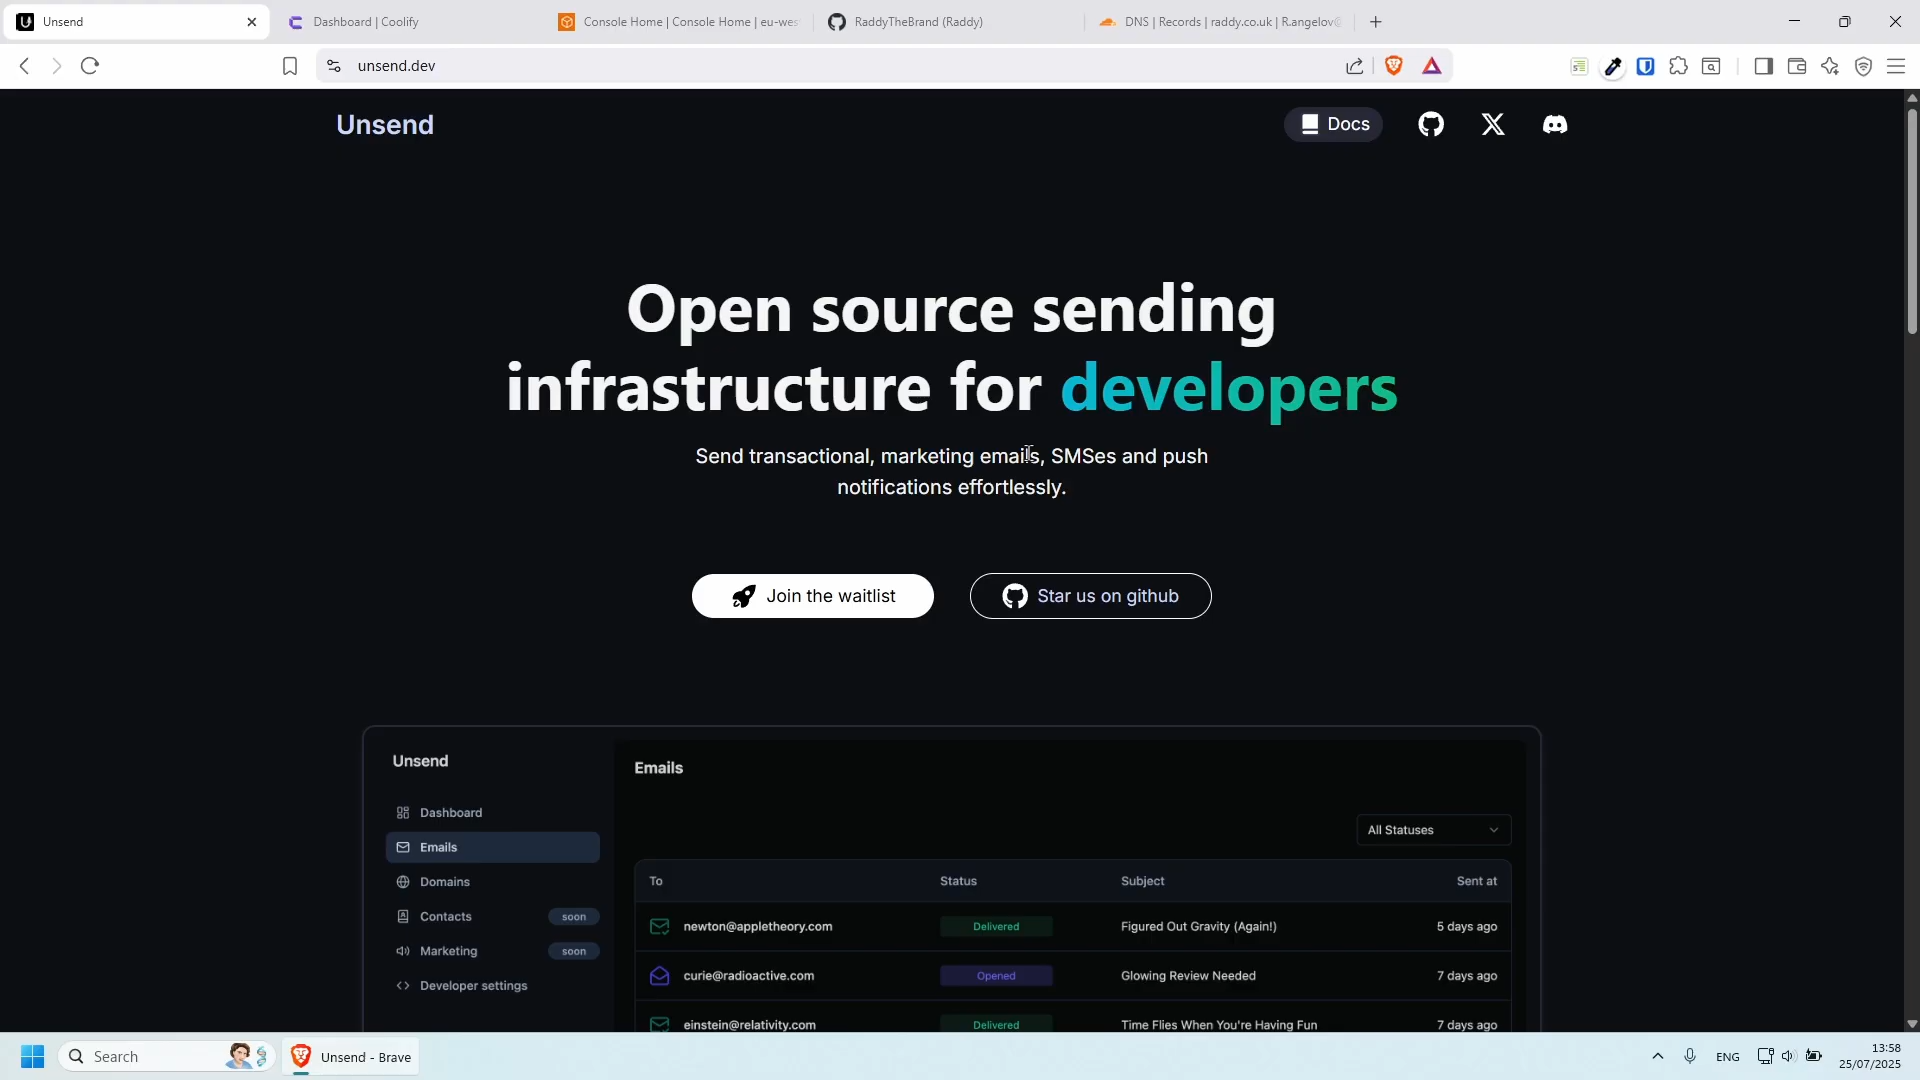 Unsend
Dashboard | Coolify
Console Home | Console Home | eu-wes
RaddyTheBrand (Raddy)
DNS | Records | raddy.co.uk | R.angelov@
unsend.dev
Unsend
Docs
Open source sending
infrastructure for developers
Send transactional, marketing emails, SMSes and push
notifications effortlessly.
Join the waitlist
Star us on github
Unsend
Dashboard
Emails
Domains
Contacts soon
Marketing soon
Developer settings
Emails
All Statuses
To Status Subject Sent at
newton@appletheory.com Delivered Figured Out Gravity (Again!) 5 days ago
curie@radioactive.com Opened Glowing Review Needed 7 days ago
einstein@relativity.com Delivered Time Flies When You're Having Fun 7 days ago
Search
Unsend - Brave
ENG
13:58
25/07/2025